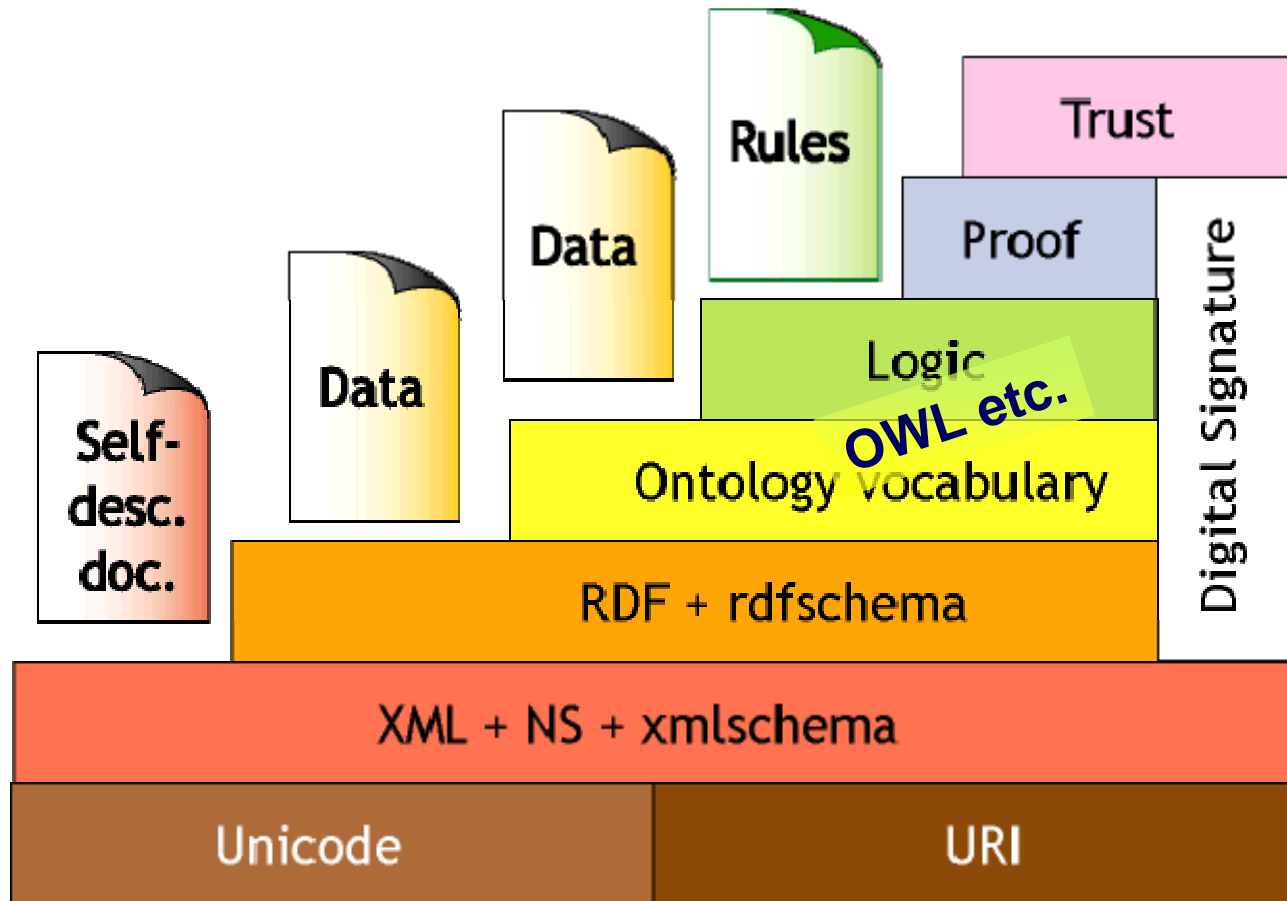 Rules
Trust
Data
Proof
Data
Logic
OWL etc.
Self-
desc.
doc.
Ontology vocabulary
Digital Signature
RDF + rdfschema
XML + NS + xmlschema
Unicode
URI